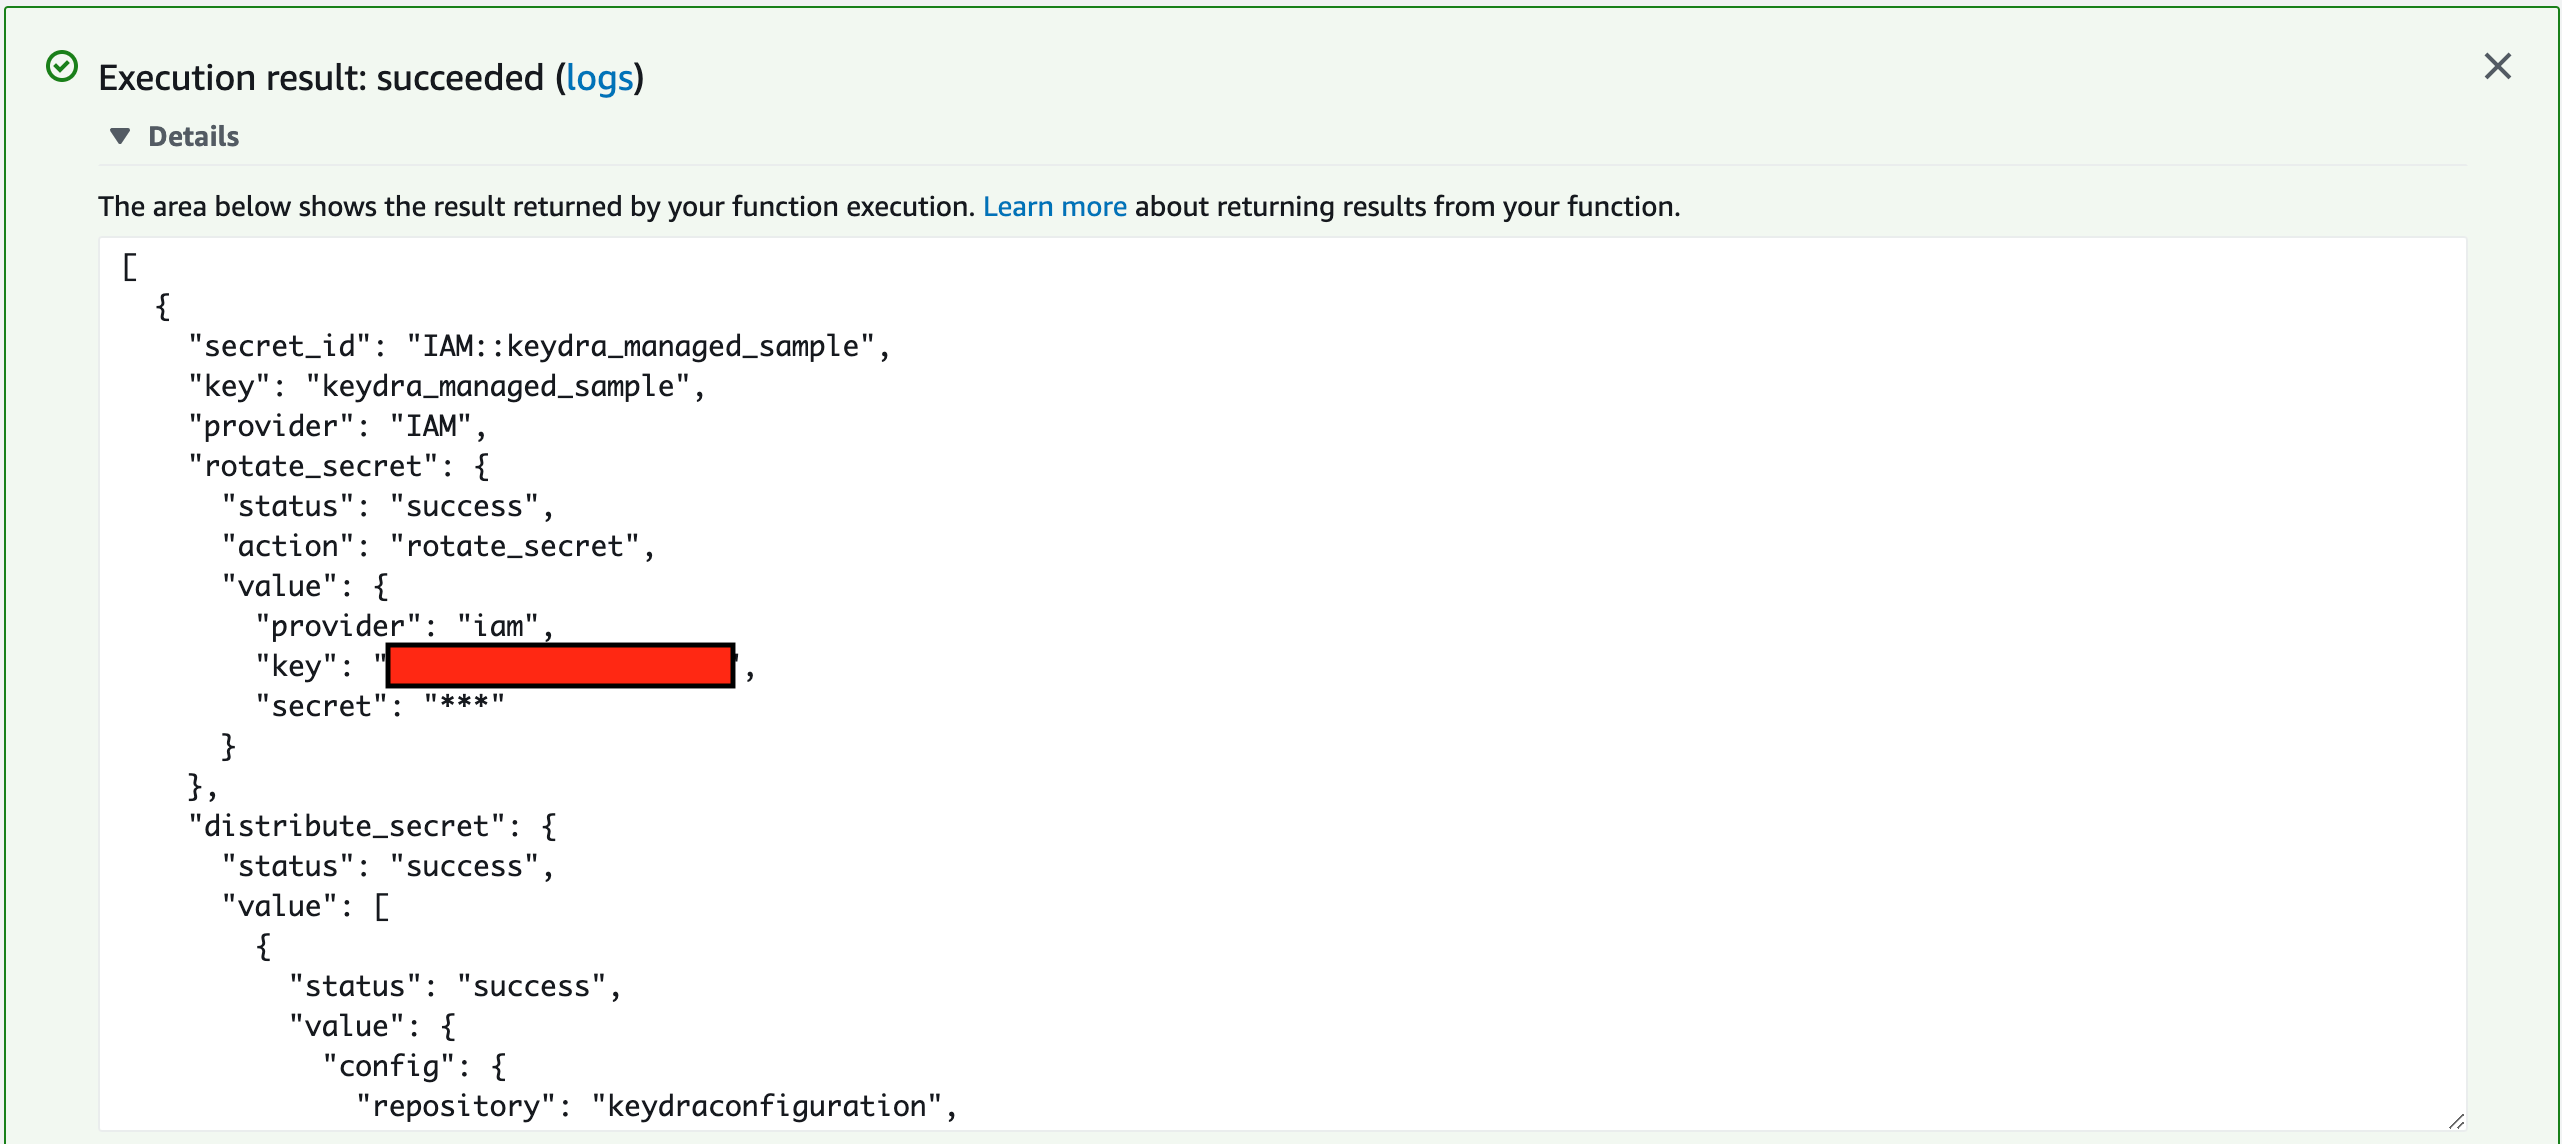 Execution result: succeeded (logs)
Details
The area below shows the result returned by your function execution. Learn more about returning results from your function.
[
  {
    "secret_id": "IAM::keydra_managed_sample",
    "key": "keydra_managed_sample",
    "provider": "IAM",
    "rotate_secret": {
      "status": "success",
      "action": "rotate_secret",
      "value": {
        "provider": "iam",
        "key": "",
        "secret": "***"
      }
    },
    "distribute_secret": {
      "status": "success",
      "value": [
        {
          "status": "success",
          "value": {
            "config": {
              "repository": "keydraconfiguration",